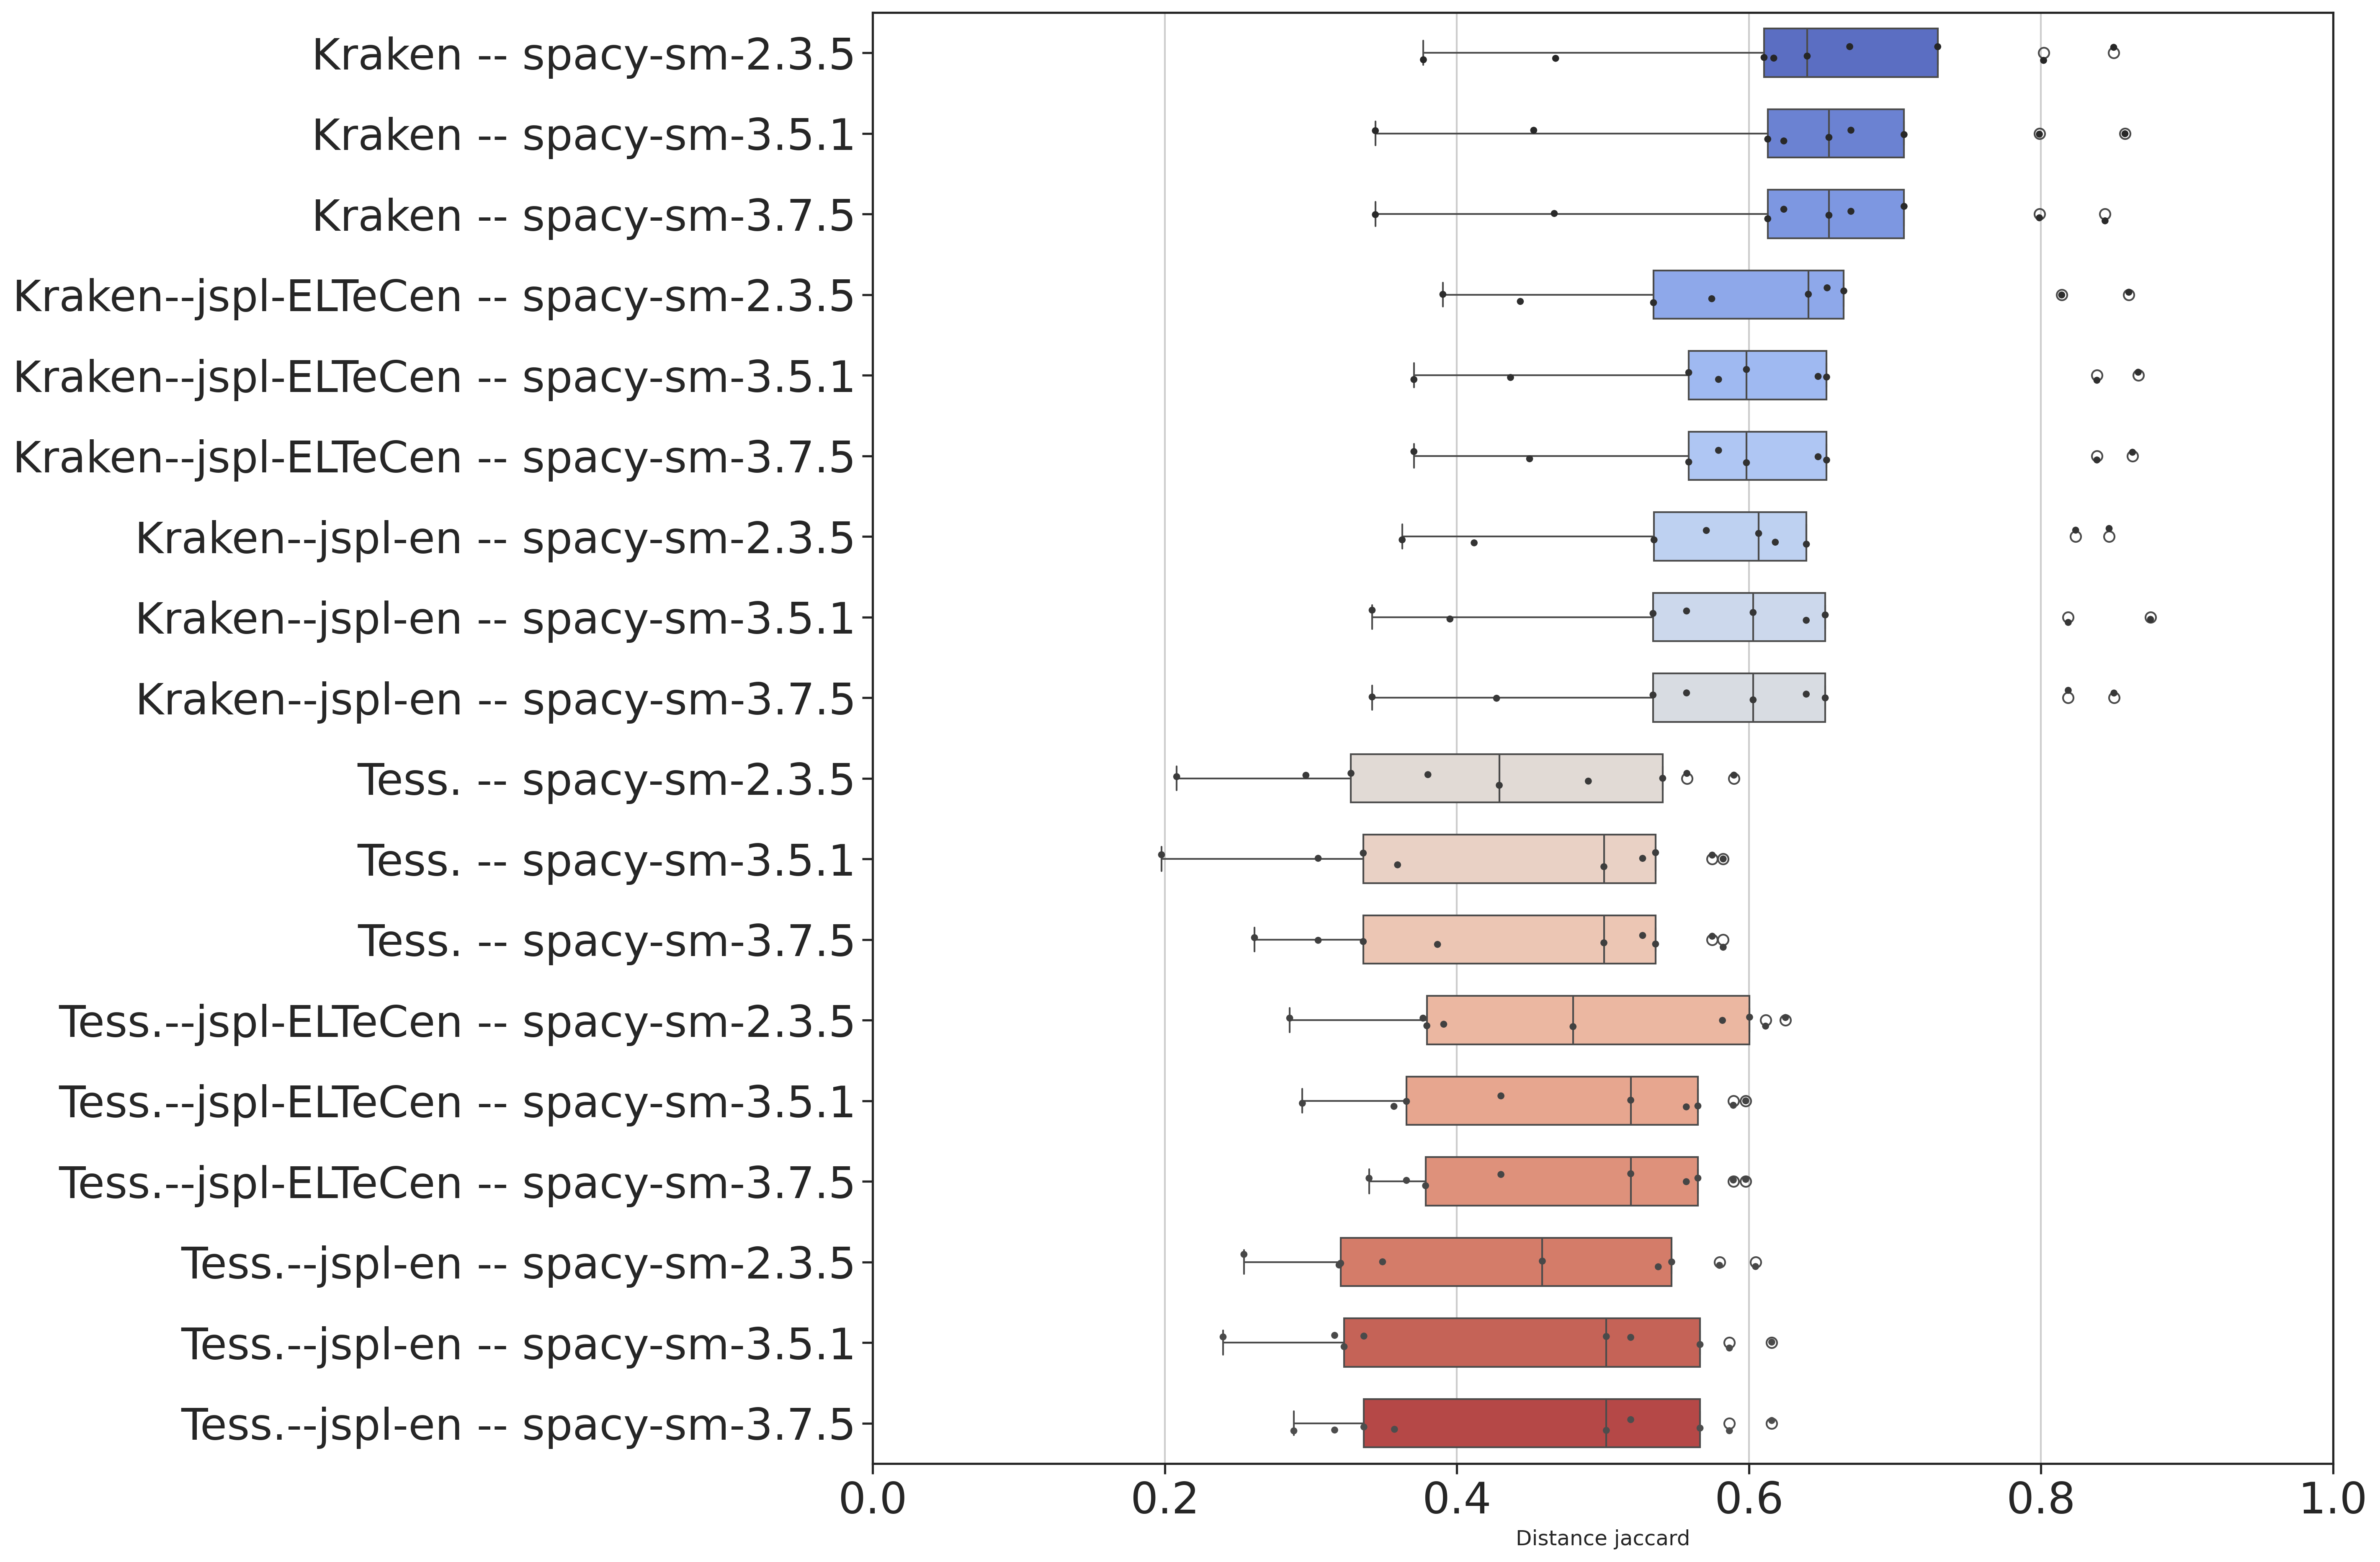 Kraken -- spacy-sm-2.3.5
Kraken -- spacy-sm-3.5.1
Kraken -- spacy-sm-3.7.5
Kraken--jspl-ELTeCen -- spacy-sm-2.3.5
Kraken--jspl-ELTeCen -- spacy-sm-3.5.1
Kraken--jspl-ELTeCen -- spacy-sm-3.7.5
Kraken--jspl-en -- spacy-sm-2.3.5
Kraken--jspl-en -- spacy-sm-3.5.1
Kraken--jspl-en -- spacy-sm-3.7.5
Tess. -- spacy-sm-2.3.5
Tess. -- spacy-sm-3.5.1
Tess. -- spacy-sm-3.7.5
Tess.--jspl-ELTeCen -- spacy-sm-2.3.5
Tess.--jspl-ELTeCen -- spacy-sm-3.5.1
Tess.--jspl-ELTeCen -- spacy-sm-3.7.5
Tess.--jspl-en -- spacy-sm-2.3.5
Tess.--jspl-en -- spacy-sm-3.5.1
Tess.--jspl-en -- spacy-sm-3.7.5
0.0 0.2 0.4 0.6 0.8 1.0
Distance jaccard